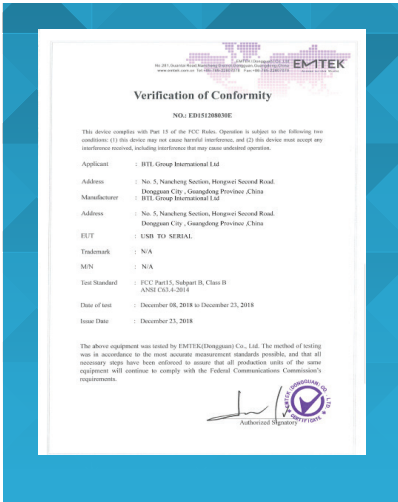 EMTEK
Verification of Conformity
NO.: ED151208030E
This device complies with Part 15 of the FCC Rules. Operation is subject to the following two
conditions: (1) this device may not cause harmful interference, and (2) this device must accept any
interference received, including interference that may cause undesired operation.
Applicant : BTL Group International Ltd
Address : No. 5, Nancheng Section, Hongwei Second Road.
Dongguan City , Guangdong Province ,China
Manufacturer : BTL Group International Ltd
Address : No. 5, Nancheng Section, Hongwei Second Road.
Dongguan City , Guangdong Province ,China
EUT : USB TO SERIAL
Trademark : N/A
M/N : N/A
Test Standard : FCC Part15, Subpart B, Class B
ANSI C63.4-2014
Date of test : December 08, 2018 to December 23, 2018
Issue Date : December 23, 2018
The above equipment was tested by EMTEK(Dongguan) Co., Ltd. The method of testing
was in accordance to the most accurate measurement standards possible, and that all
necessary steps have been enforced to assure that all production units of the same
equipment will continue to comply with the Federal Communications Commission's
requirements.
Authorized Signatory
EMTEK (DONGGUAN) CO., LTD
CERTIFICATE